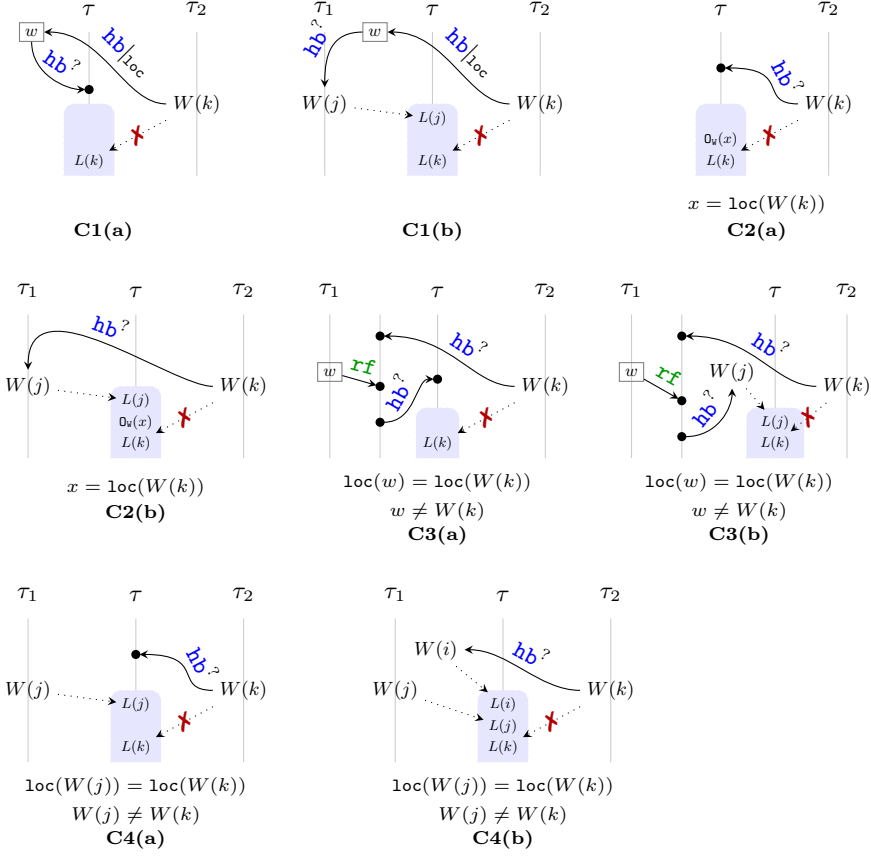 τ τ₂
w hb|loc
hb?
W(k)
L(k)
C1(a)
τ₁ τ τ₂
hb? w hb|loc
W(j) W(k)
L(j)
L(k)
C1(b)
τ τ₂
hb?
W(k)
O_W(x)
L(k)
x = loc(W(k))
C2(a)
τ₁ τ τ₂
hb?
W(j) W(k)
L(j)
O_W(x)
L(k)
x = loc(W(k))
C2(b)
τ₁ τ τ₂
hb?
w rf
hb? W(k)
L(k)
loc(w) = loc(W(k))
w ≠ W(k)
C3(a)
τ₁ τ τ₂
hb?
w rf W(j)
hb? W(k)
L(j)
L(k)
loc(w) = loc(W(k))
w ≠ W(k)
C3(b)
τ₁ τ τ₂
hb?
W(j) W(k)
L(j)
L(k)
loc(W(j)) = loc(W(k))
W(j) ≠ W(k)
C4(a)
τ₁ τ τ₂
W(i) hb?
W(j) W(k)
L(i)
L(j)
L(k)
loc(W(j)) = loc(W(k))
W(j) ≠ W(k)
C4(b)